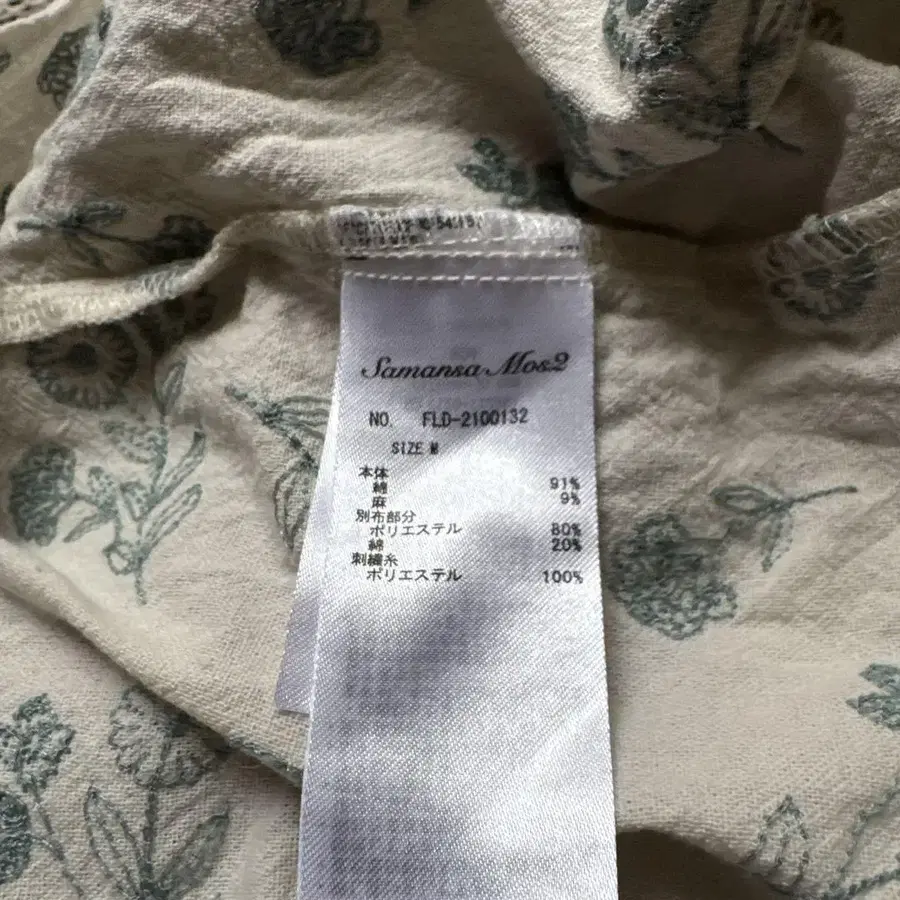 Samansa Mos2
NO. FLD-2100132
SIZE M
本体
綿 91%
麻 9%
別布部分
ポリエステル 80%
綿 20%
刺繍糸
ポリエステル 100%